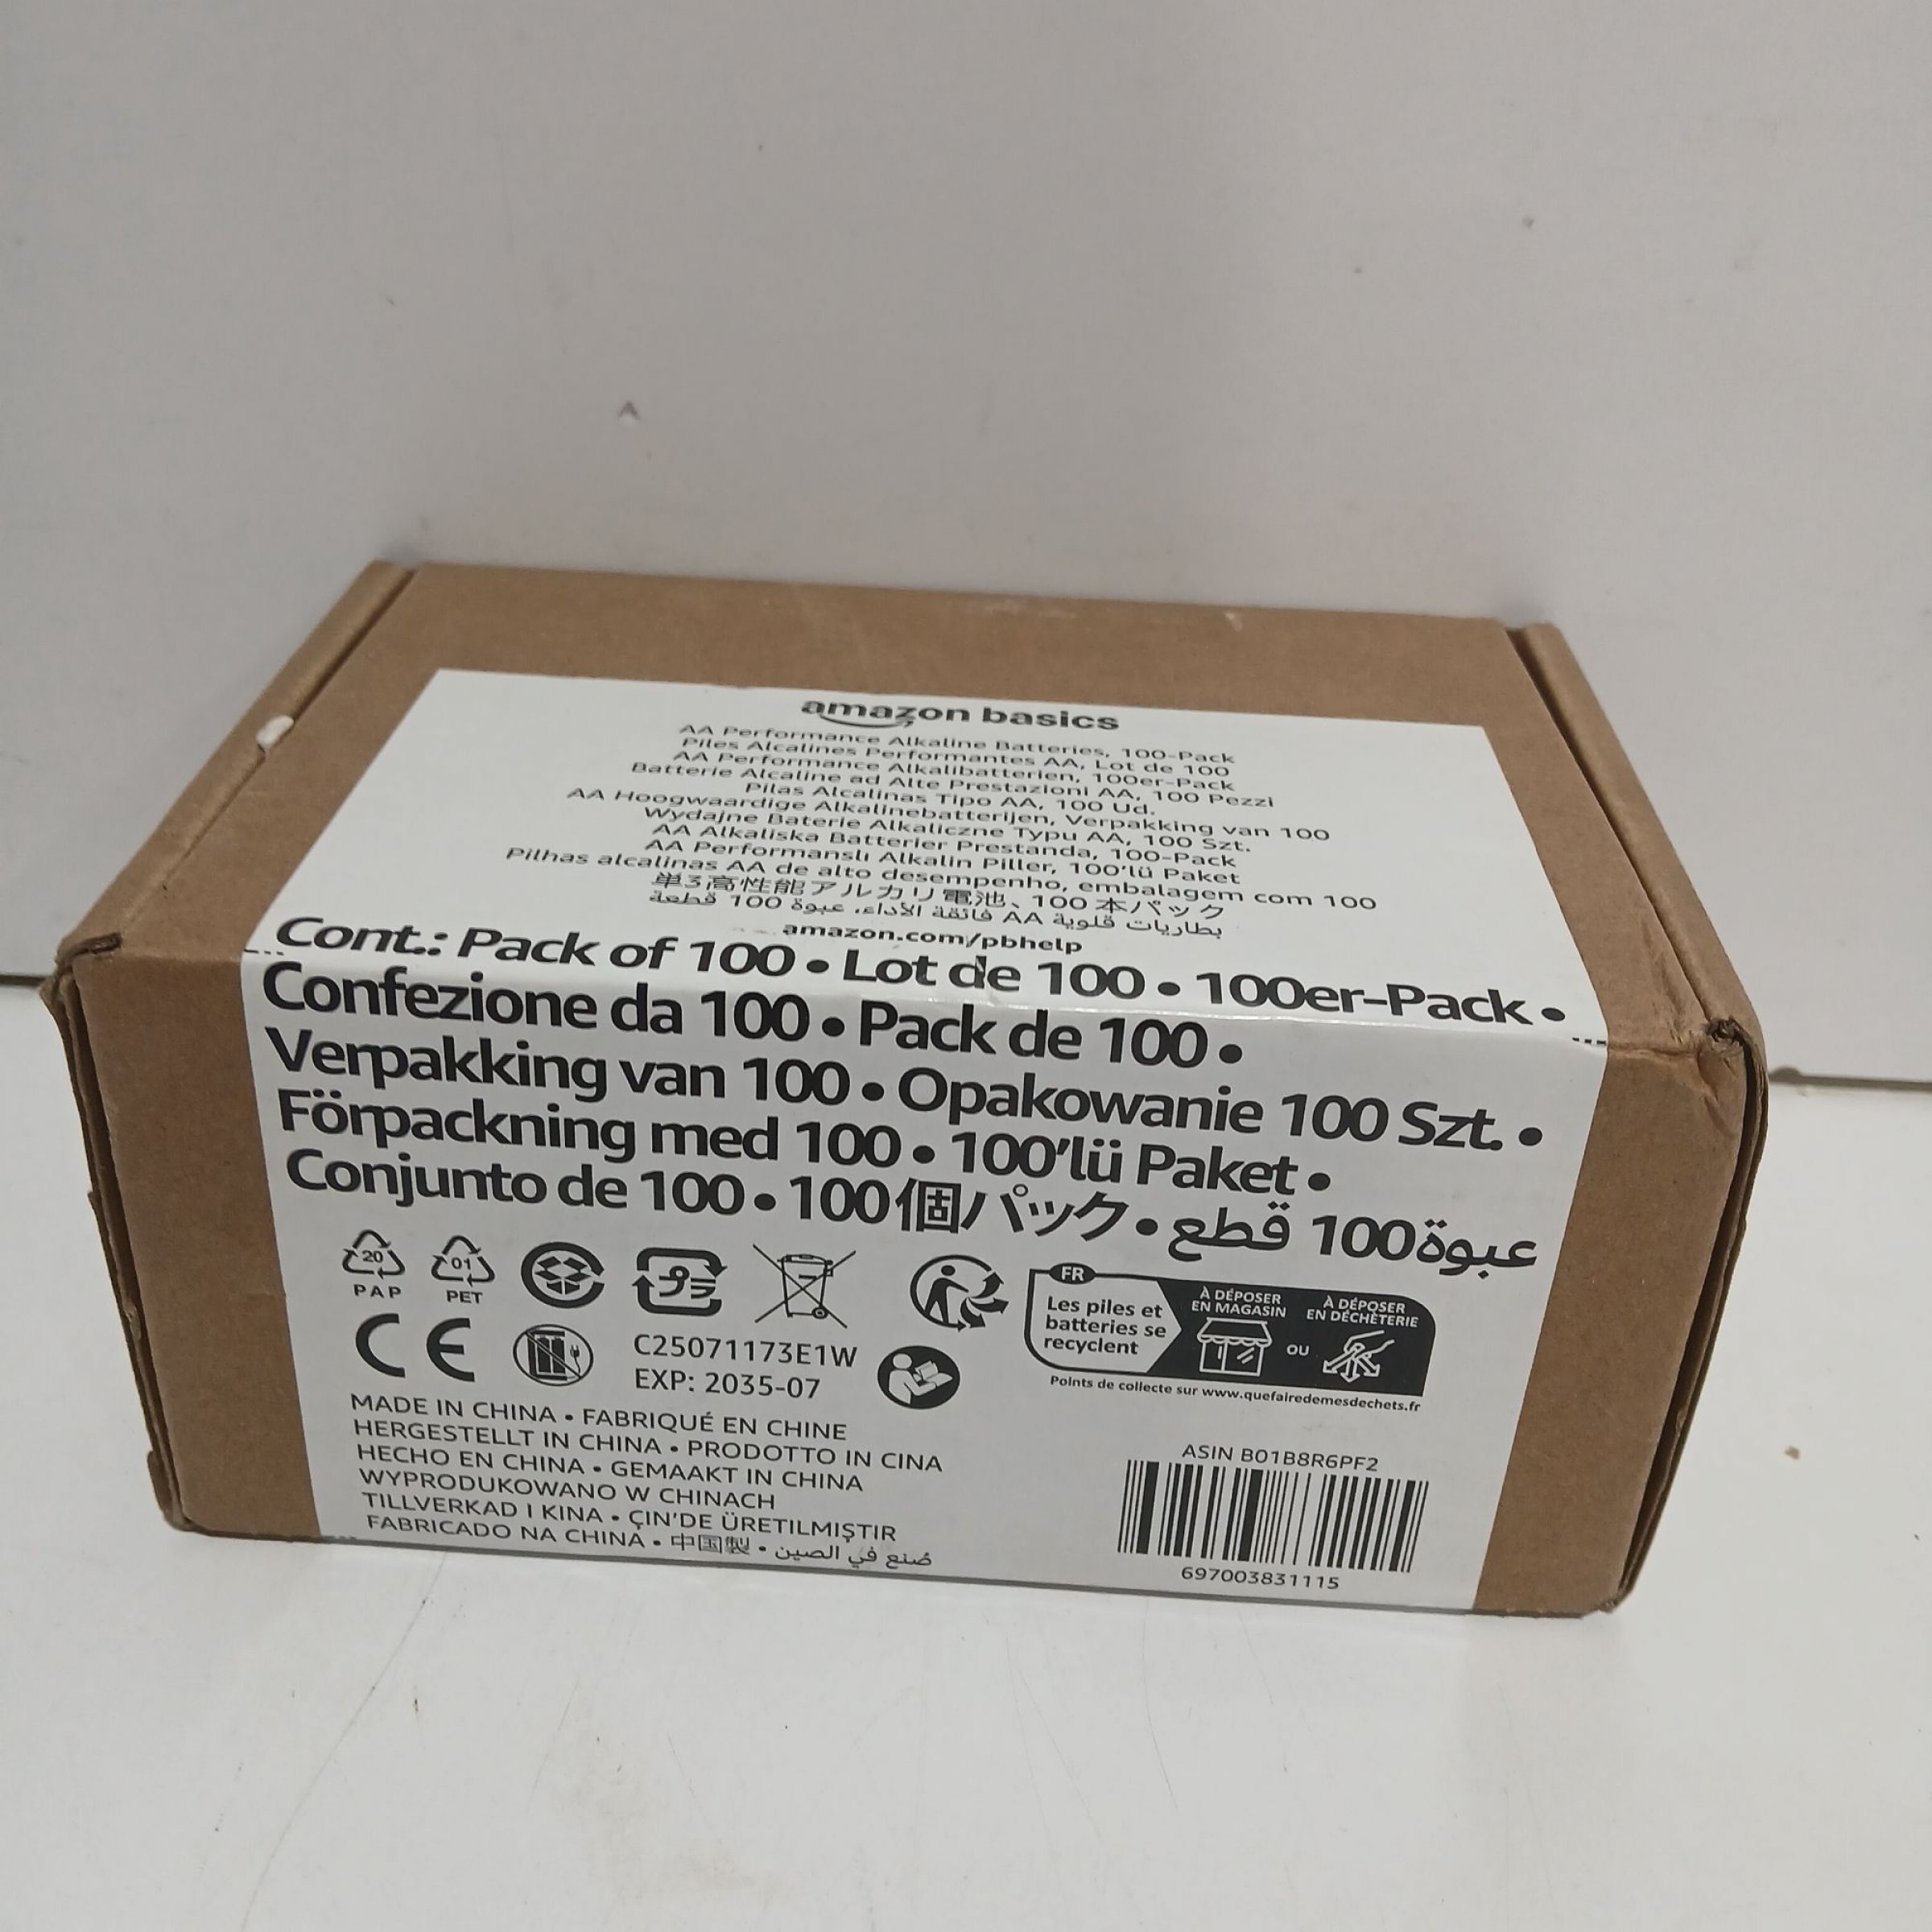 amazon basics
AA Performance Alkaline Batteries, 100-Pack
Piles Alcalines Performantes AA, Lot de 100
AA Performance Alkalibatterien, 100er-Pack
Batterie Alcaline ad Alte Prestazioni AA, 100 Pezzi
Pilas Alcalinas Tipo AA, 100 Ud.
AA Hoogwaardige Alkalinebatterijen, Verpakking van 100
Wydajne Baterie Alkaliczne Typu AA, 100 Szt.
AA Alkaliska Batterier Prestanda, 100-Pack
AA Performanslı Alkalin Piller, 100'lü Paket
Pilhas alcalinas AA de alto desempenho, embalagem com 100
単3高性能アルカリ電池、100 本パック
بطاريات قلوية AA فائقة الأداء، عبوة 100 قطعة
amazon.com/pbhelp
Cont.: Pack of 100 • Lot de 100 • 100er-Pack •
Confezione da 100 • Pack de 100 •
Verpakking van 100 • Opakowanie 100 Szt. •
Förpackning med 100 • 100'lü Paket •
Conjunto de 100 • 100個パック • عبوة 100 قطع
20
PAP
01
PET
プラ
CE
C25071173E1W
EXP: 2035-07
FR
Les piles et
batteries se
recyclent
À DÉPOSER
EN MAGASIN
OU
À DÉPOSER
EN DÉCHÈTERIE
Points de collecte sur www.quefairedemesdechets.fr
MADE IN CHINA • FABRIQUÉ EN CHINE
HERGESTELLT IN CHINA • PRODOTTO IN CINA
HECHO EN CHINA • GEMAAKT IN CHINA
WYPRODUKOWANO W CHINACH
TILLVERKAD I KINA • ÇIN'DE ÜRETILMIŞTIR
FABRICADO NA CHINA • 中国製 • صُنع في الصين
ASIN B01B8R6PF2
697003831115